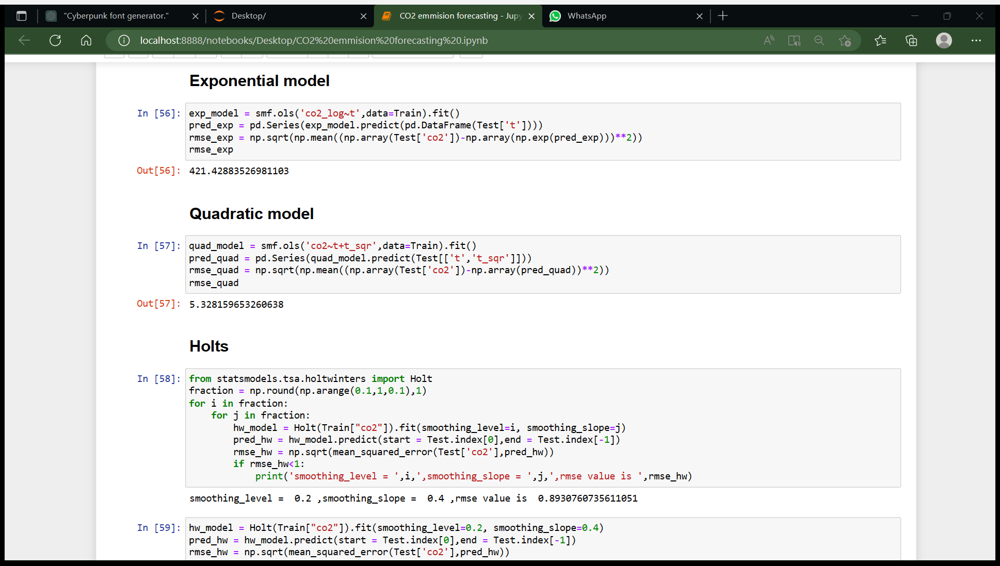 "Cyberpunk font generator."
Desktop/
CO2 emmision forecasting - Jupy
WhatsApp
localhost:8888/notebooks/Desktop/CO2%20emmision%20forecasting%20.ipynb
Exponential model
In [56]: exp_model = smf.ols('co2_log~t',data=Train).fit()
pred_exp = pd.Series(exp_model.predict(pd.DataFrame(Test['t'])))
rmse_exp = np.sqrt(np.mean((np.array(Test['co2'])-np.array(np.exp(pred_exp)))**2))
rmse_exp
Out[56]: 421.42883526981103
Quadratic model
In [57]: quad_model = smf.ols('co2~t+t_sqr',data=Train).fit()
pred_quad = pd.Series(quad_model.predict(Test[['t','t_sqr']]))
rmse_quad = np.sqrt(np.mean((np.array(Test['co2'])-np.array(pred_quad))**2))
rmse_quad
Out[57]: 5.328159653260638
Holts
In [58]: from statsmodels.tsa.holtwinters import Holt
fraction = np.round(np.arange(0.1,1,0.1),1)
for i in fraction:
    for j in fraction:
        hw_model = Holt(Train["co2"]).fit(smoothing_level=i, smoothing_slope=j)
        pred_hw = hw_model.predict(start = Test.index[0],end = Test.index[-1])
        rmse_hw = np.sqrt(mean_squared_error(Test['co2'],pred_hw))
        if rmse_hw<1:
            print('smoothing_level = ',i,',smoothing_slope = ',j,',rmse value is ',rmse_hw)
smoothing_level =  0.2 ,smoothing_slope =  0.4 ,rmse value is  0.8930760735611051
In [59]: hw_model = Holt(Train["co2"]).fit(smoothing_level=0.2, smoothing_slope=0.4)
pred_hw = hw_model.predict(start = Test.index[0],end = Test.index[-1])
rmse_hw = np.sqrt(mean_squared_error(Test['co2'],pred_hw))